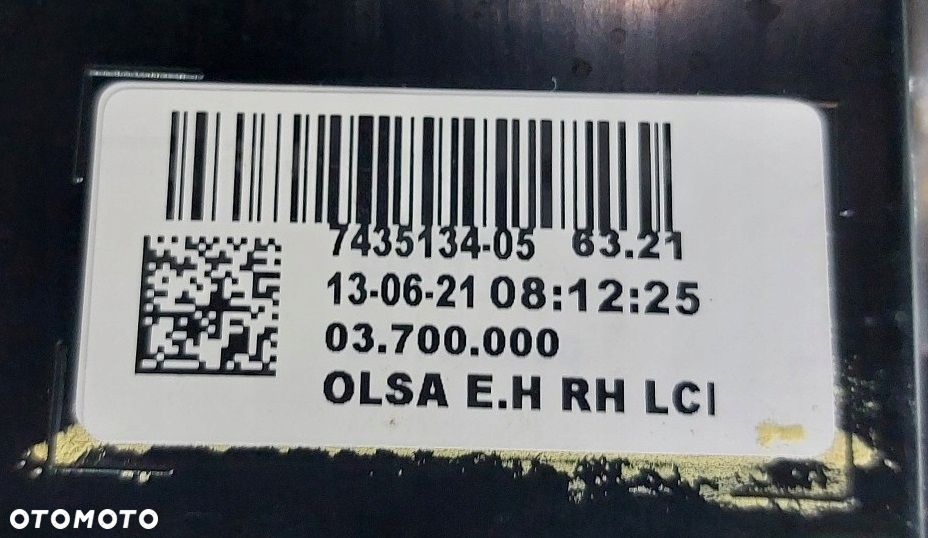 7435134-05 63.21
13-06-21 08:12:25
03.700.000
OLSA E.H RH LCI
OTOMOTO